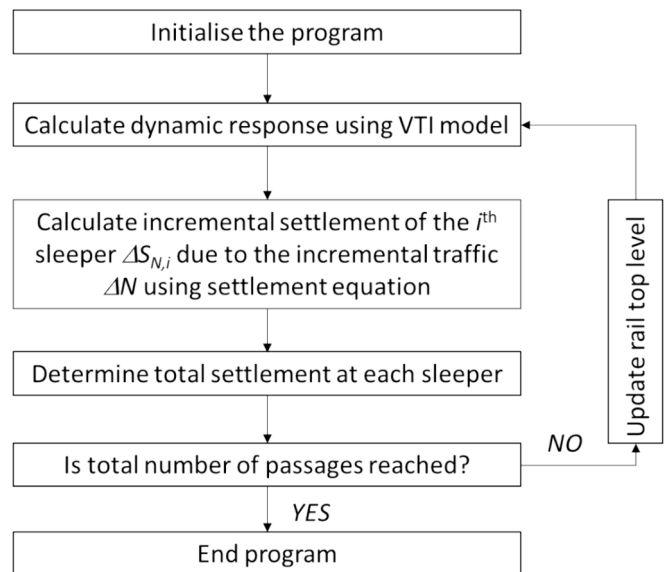 Initialise the program
Calculate dynamic response using VTI model
Calculate incremental settlement of the iᵗʰ
sleeper ΔS_N,i due to the incremental traffic
ΔN using settlement equation
Determine total settlement at each sleeper
Is total number of passages reached?
NO
YES
End program
Update rail top level